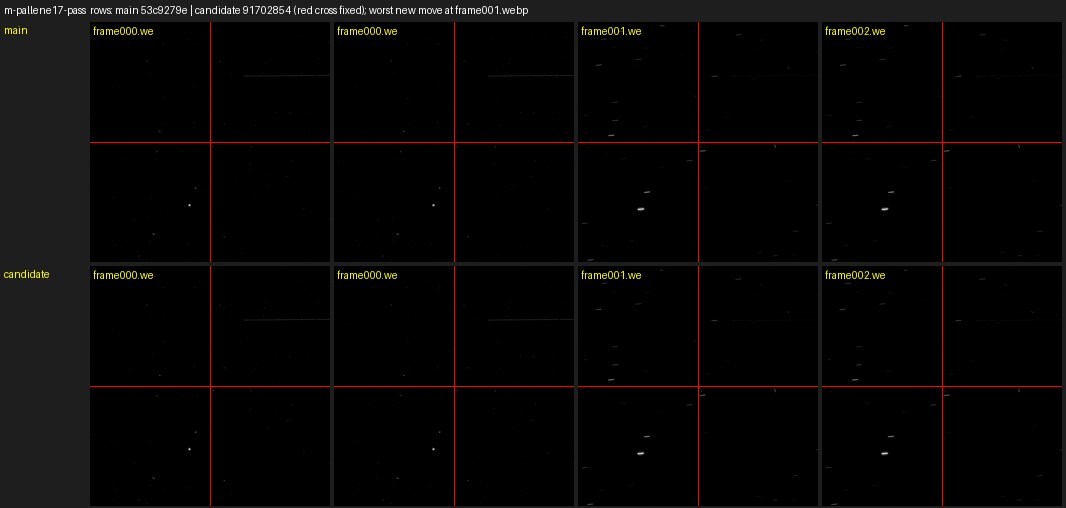 m-pallene17-pass rows: main 53c9279e | candidate 91702854 (red cross fixed); worst new move at frame001.webp
main
frame000.we
frame000.we
frame001.we
frame002.we
candidate
frame000.we
frame000.we
frame001.we
frame002.we